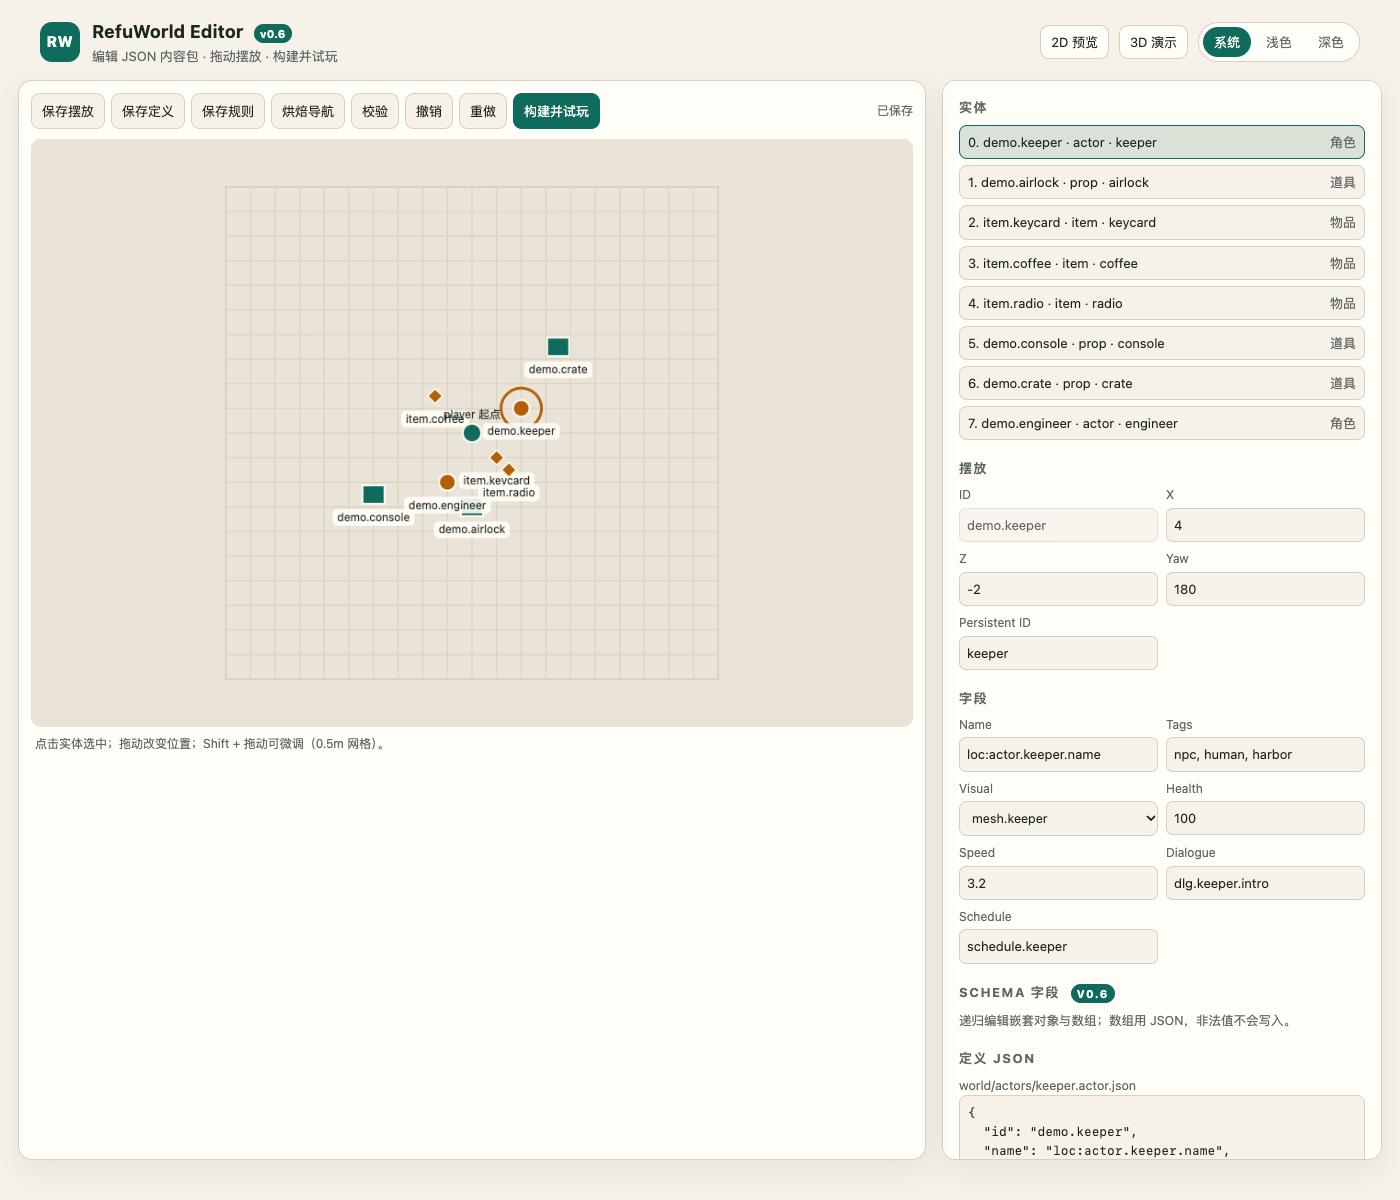 RW
RefuWorld Editor v0.6
编辑 JSON 内容包 · 拖动摆放 · 构建并试玩
2D 预览
3D 演示
系统
浅色
深色
保存摆放
保存定义
保存规则
烘焙导航
校验
撤销
重做
构建并试玩
已保存
demo.crate
item.coffee
player 起点
demo.keeper
item.keycard
item.radio
demo.engineer
demo.console
demo.airlock
点击实体选中；拖动改变位置；Shift + 拖动可微调（0.5m 网格）。
实体
0. demo.keeper · actor · keeper 角色
1. demo.airlock · prop · airlock 道具
2. item.keycard · item · keycard 物品
3. item.coffee · item · coffee 物品
4. item.radio · item · radio 物品
5. demo.console · prop · console 道具
6. demo.crate · prop · crate 道具
7. demo.engineer · actor · engineer 角色
摆放
ID
demo.keeper
X
4
Z
-2
Yaw
180
Persistent ID
keeper
字段
Name
loc:actor.keeper.name
Tags
npc, human, harbor
Visual
mesh.keeper
Health
100
Speed
3.2
Dialogue
dlg.keeper.intro
Schedule
schedule.keeper
SCHEMA 字段 V0.6
递归编辑嵌套对象与数组；数组用 JSON，非法值不会写入。
定义 JSON
world/actors/keeper.actor.json
{
"id": "demo.keeper",
"name": "loc:actor.keeper.name",